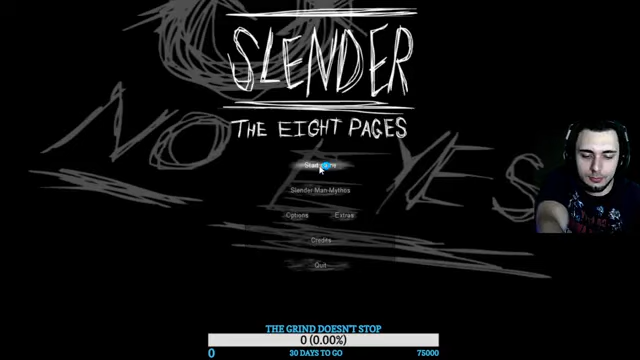 SLENDER
THE EIGHT PAGES
NO EYES
Start
Slender Man Mythos
Options Extras
Credits
Quit
THE GRIND DOESN'T STOP
0 (0.00%)
0 30 DAYS TO GO 75000